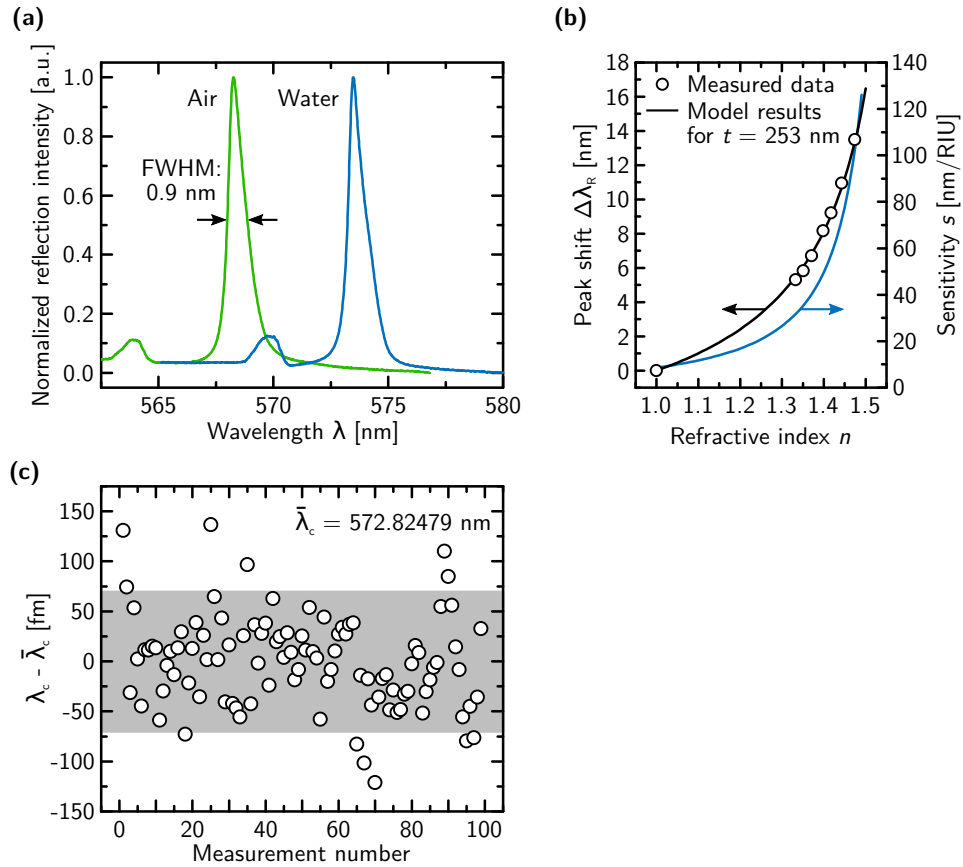 (a)
Normalized reflection intensity [a.u.]
1.0
0.8
0.6
0.4
0.2
0.0
Air
Water
FWHM:
0.9 nm
565
570
575
580
Wavelength λ [nm]
(b)
Peak shift Δλ_R [nm]
18
16
14
12
10
8
6
4
2
0
Measured data
Model results
for t = 253 nm
140
120
100
80
60
40
20
0
Sensitivity s [nm/RIU]
1.0
1.1
1.2
1.3
1.4
1.5
Refractive index n
(c)
λ_c - λ̄_c [fm]
150
100
50
0
-50
-100
-150
λ̄_c = 572.82479 nm
0
20
40
60
80
100
Measurement number